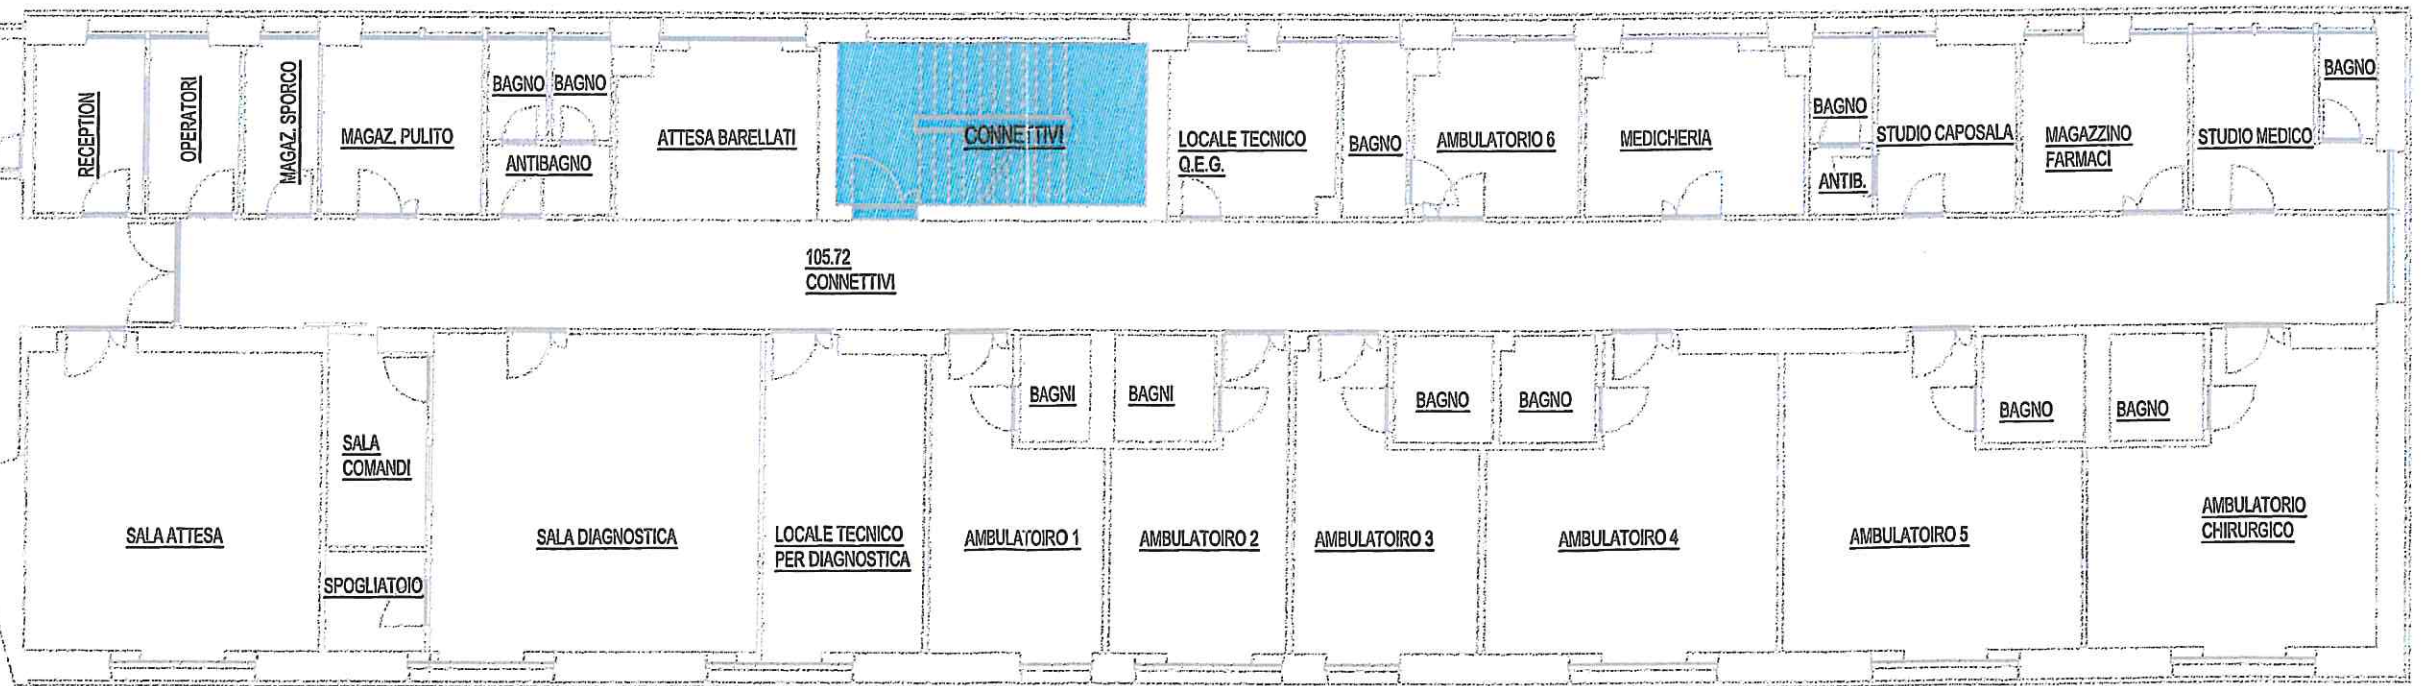 RECEPTION
OPERATORI
MAGAZ. SPORCO
MAGAZ. PULITO
BAGNO
BAGNO
ANTIBAGNO
ATTESA BARELLATI
CONNETTIVI
LOCALE TECNICO
Q.E.G.
BAGNO
AMBULATORIO 6
MEDICHERIA
BAGNO
ANTIB.
STUDIO CAPOSALA
MAGAZZINO
FARMACI
STUDIO MEDICO
BAGNO
105.72
CONNETTIVI
SALA ATTESA
SALA
COMANDI
SPOGLIATOIO
SALA DIAGNOSTICA
LOCALE TECNICO
PER DIAGNOSTICA
AMBULATOIRO 1
BAGNI
BAGNI
AMBULATOIRO 2
AMBULATOIRO 3
BAGNO
BAGNO
AMBULATOIRO 4
AMBULATOIRO 5
BAGNO
BAGNO
AMBULATORIO
CHIRURGICO